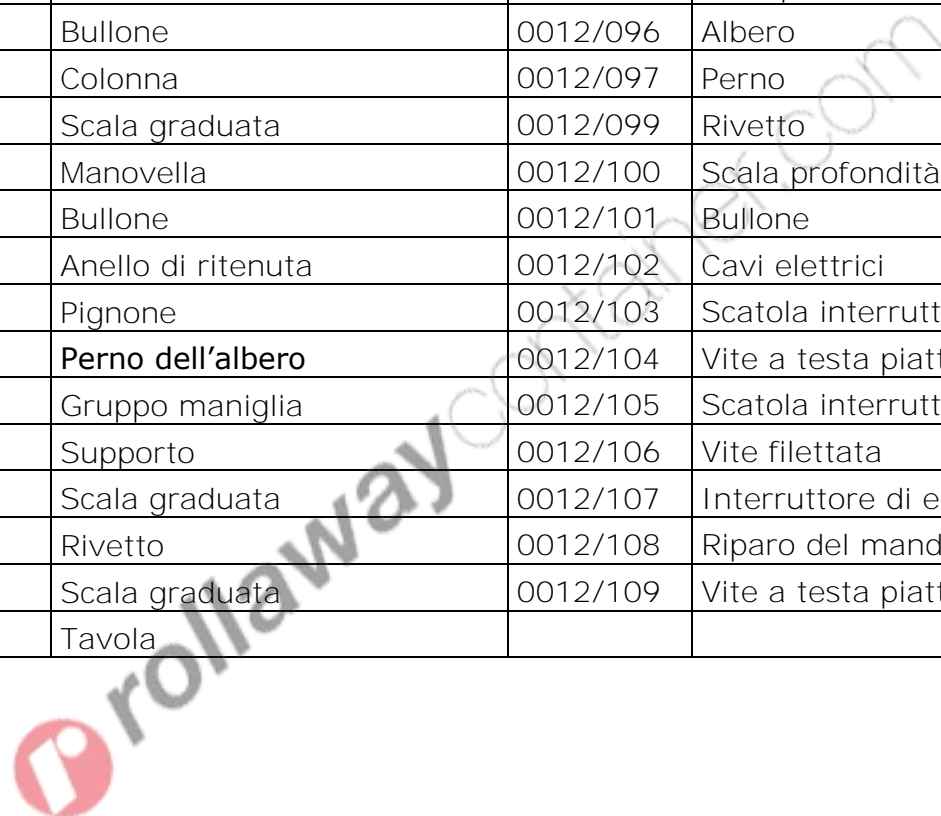 Bullone 0012/096 Albero
Colonna 0012/097 Perno
Scala graduata 0012/099 Rivetto
Manovella 0012/100 Scala profondità
Bullone 0012/101 Bullone
Anello di ritenuta 0012/102 Cavi elettrici
Pignone 0012/103 Scatola interrutt
Perno dell’albero 0012/104 Vite a testa piatt
Gruppo maniglia 0012/105 Scatola interrutt
Supporto 0012/106 Vite filettata
Scala graduata 0012/107 Interruttore di e
Rivetto 0012/108 Riparo del mand
Scala graduata 0012/109 Vite a testa piatt
Tavola
rollawaycontainer.com